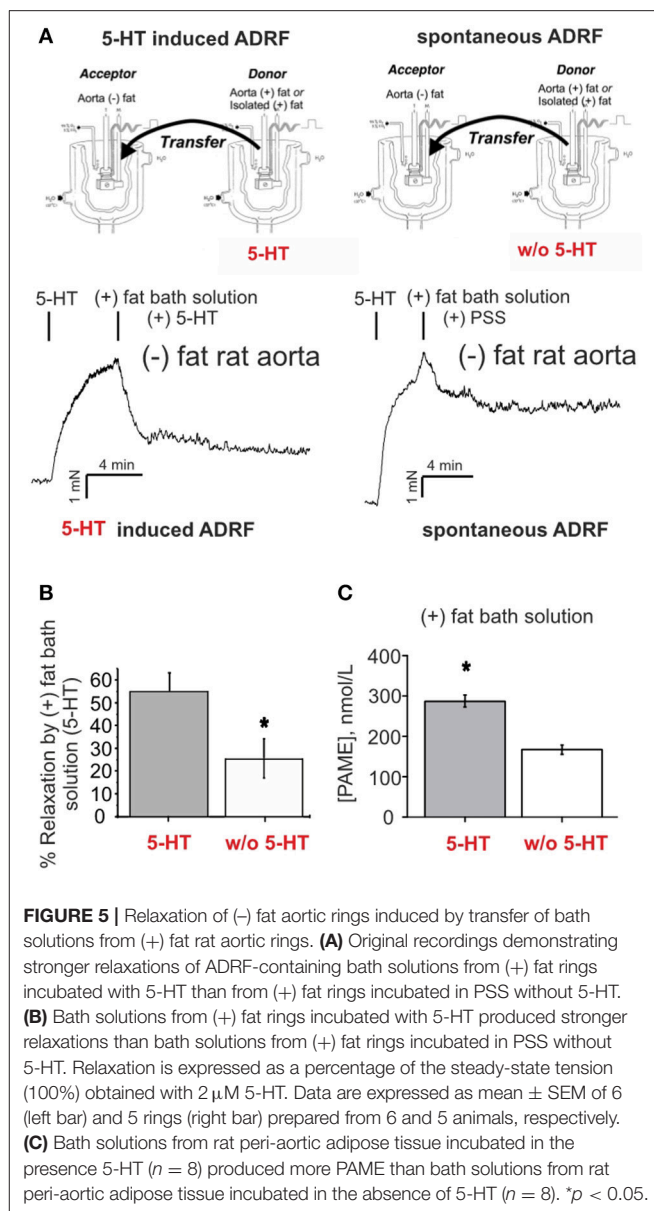 A
5-HT induced ADRF
spontaneous ADRF
Acceptor
Donor
Acceptor
Donor
Aorta (-) fat
Aorta (+) fat or
Isolated (+) fat
Aorta (-) fat
Aorta (+) fat or
Isolated (+) fat
Transfer
Transfer
H₂O
H₂O
H₂O
H₂O
H₂O
H₂O
H₂O
H₂O
5-HT
w/o 5-HT
5-HT
(+) fat bath solution
(+) 5-HT
5-HT
(+) fat bath solution
(+) PSS
(-) fat rat aorta
(-) fat rat aorta
4 min
1 mN
4 min
1 mN
5-HT induced ADRF
spontaneous ADRF
B
% Relaxation by (+) fat bath
solution (5-HT)
60
50
40
30
20
10
0
*
5-HT
w/o 5-HT
C
(+) fat bath solution
[PAME], nmol/L
400
300
200
100
0
*
5-HT
w/o 5-HT
FIGURE 5 | Relaxation of (–) fat aortic rings induced by transfer of bath
solutions from (+) fat rat aortic rings. (A) Original recordings demonstrating
stronger relaxations of ADRF-containing bath solutions from (+) fat rings
incubated with 5-HT than from (+) fat rings incubated in PSS without 5-HT.
(B) Bath solutions from (+) fat rings incubated with 5-HT produced stronger
relaxations than bath solutions from (+) fat rings incubated in PSS without
5-HT. Relaxation is expressed as a percentage of the steady-state tension
(100%) obtained with 2 μM 5-HT. Data are expressed as mean ± SEM of 6
(left bar) and 5 rings (right bar) prepared from 6 and 5 animals, respectively.
(C) Bath solutions from rat peri-aortic adipose tissue incubated in the
presence 5-HT (n = 8) produced more PAME than bath solutions from rat
peri-aortic adipose tissue incubated in the absence of 5-HT (n = 8). *p < 0.05.